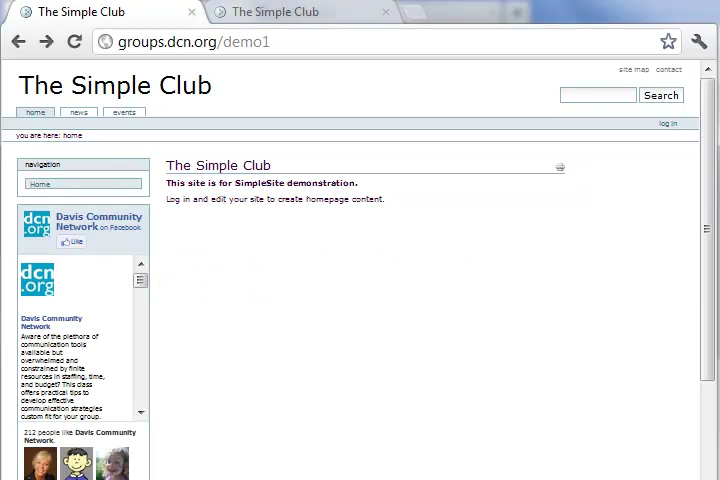 The Simple Club
The Simple Club
groups.dcn.org/demo1
site map contact
The Simple Club
Search
home news events
log in
you are here: home
navigation
Home
dcn
.org
Davis Community
Network on Facebook
Like
dcn
.org
Davis Community
Network
Aware of the plethora of
communication tools
available but
overwhelmed and
constrained by finite
resources in staffing, time,
and budget? This class
offers practical tips to
develop effective
communication strategies
custom fit for your group.
212 people like Davis Community
Network.
The Simple Club
This site is for SimpleSite demonstration.
Log in and edit your site to create homepage content.